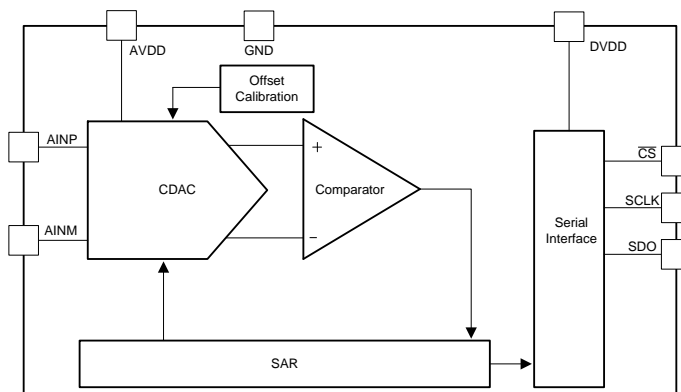 AVDD
GND
DVDD
Offset
Calibration
AINP
AINM
CDAC
+
Comparator
−
Serial
Interface
CS
SCLK
SDO
SAR